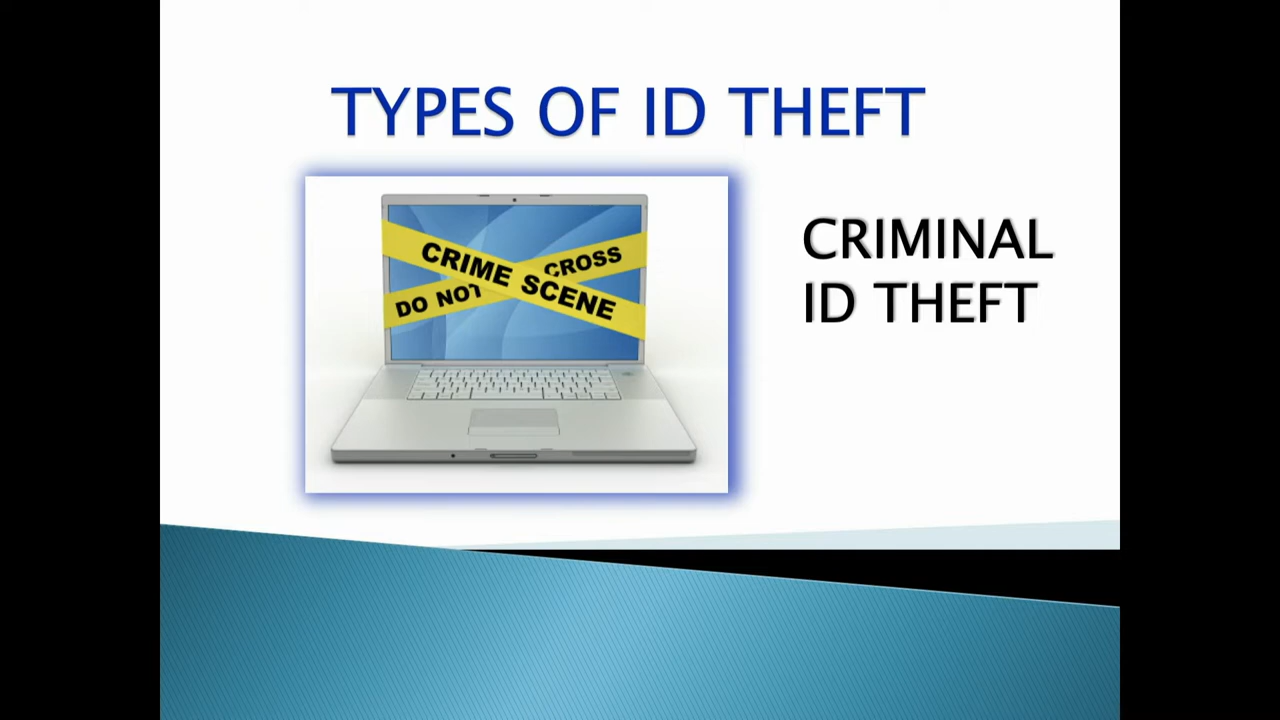 TYPES OF ID THEFT
CRIME SCENE
DO NOT CROSS
CRIMINAL
ID THEFT